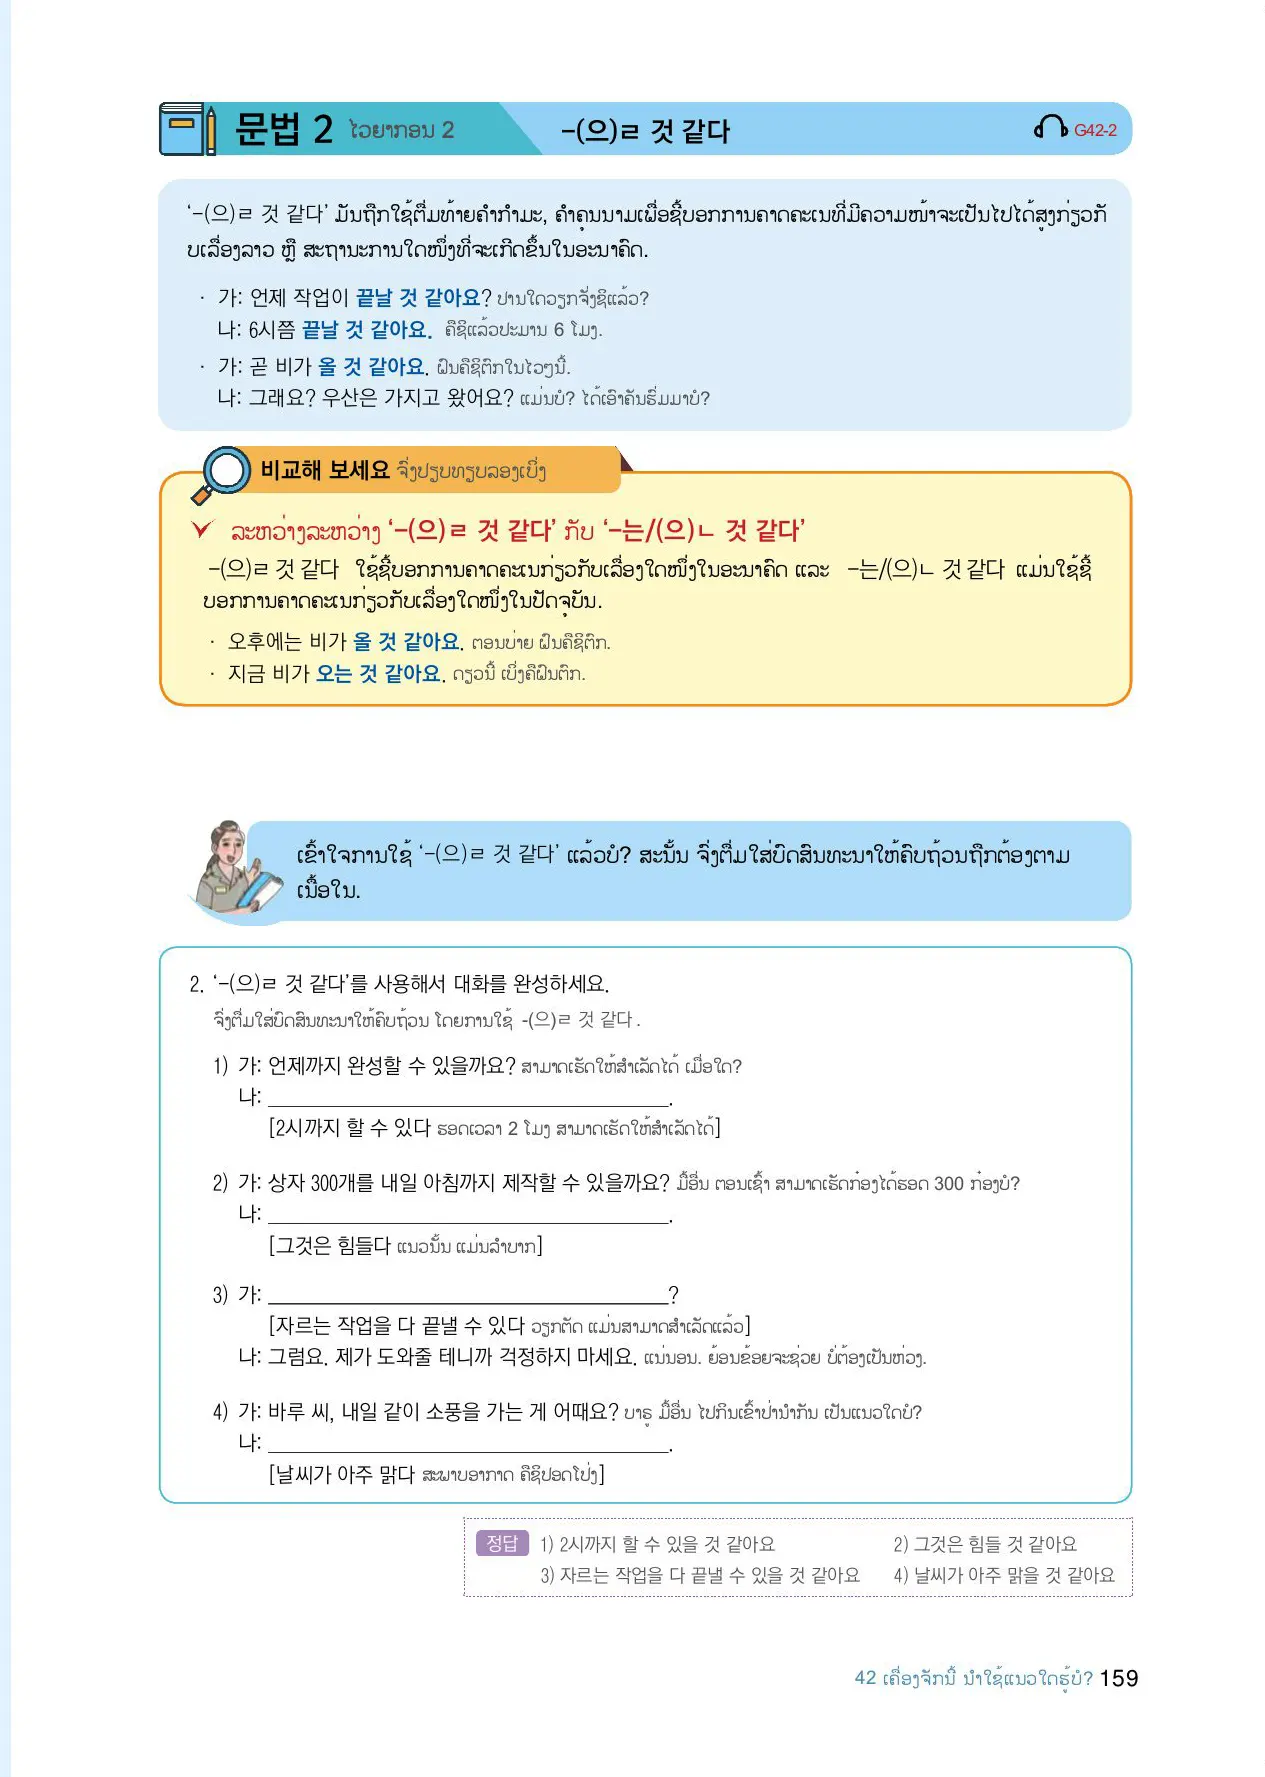 문법 2 ໄວຍາກອນ 2 -(으)ㄹ 것 같다 G42-2
‘-(으)ㄹ 것 같다’ ມັນຖືກໃຊ້ຕື່ມທ້າຍຄຳກຳມະ, ຄຳຄຸນນາມເພື່ອຊີ້ບອກການຄາດຄະເນທີ່ມີຄວາມໜ້າຈະເປັນໄປໄດ້ສູງກ່ຽວກັ
ບເລື່ອງລາວ ຫຼື ສະຖານະການໃດໜຶ່ງທີ່ຈະເກີດຂຶ້ນໃນອະນາຄົດ.
· 가: 언제 작업이 끝날 것 같아요? ປານໃດວຽກຈັ່ງຊິແລ້ວ?
나: 6시쯤 끝날 것 같아요. ຄືຊິແລ້ວປະມານ 6 ໂມງ.
· 가: 곧 비가 올 것 같아요. ຝົນຄືຊິຕົກໃນໄວໆນີ້.
나: 그래요? 우산은 가지고 왔어요? ແມ່ນບໍ? ໄດ້ເອົາຄັນຮົ່ມມາບໍ?
비교해 보세요 ຈົ່ງປຽບທຽບລອງເບິ່ງ
ລະຫວ່າງລະຫວ່າງ ‘-(으)ㄹ 것 같다’ ກັບ ‘-는/(으)ㄴ 것 같다’
-(으)ㄹ 것 같다 ໃຊ້ຊີ້ບອກການຄາດຄະເນກ່ຽວກັບເລື່ອງໃດໜຶ່ງໃນອະນາຄົດ ແລະ -는/(으)ㄴ 것 같다 ແມ່ນໃຊ້ຊີ້
ບອກການຄາດຄະເນກ່ຽວກັບເລື່ອງໃດໜຶ່ງໃນປັດຈຸບັນ.
· 오후에는 비가 올 것 같아요. ຕອນບ່າຍ ຝົນຄືຊິຕົກ.
· 지금 비가 오는 것 같아요. ດຽວນີ້ ເບິ່ງຄືຝົນຕົກ.
ເຂົ້າໃຈການໃຊ້ ‘-(으)ㄹ 것 같다’ ແລ້ວບໍ? ສະນັ້ນ ຈົ່ງຕື່ມໃສ່ບົດສົນທະນາໃຫ້ຄົບຖ້ວນຖືກຕ້ອງຕາມ
ເນື້ອໃນ.
2. ‘-(으)ㄹ 것 같다’를 사용해서 대화를 완성하세요.
ຈົ່ງຕື່ມໃສ່ບົດສົນທະນາໃຫ້ຄົບຖ້ວນ ໂດຍການໃຊ້ -(으)ㄹ 것 같다 .
1) 가: 언제까지 완성할 수 있을까요? ສາມາດເຮັດໃຫ້ສຳເລັດໄດ້ ເມື່ອໃດ?
나: ________________________________________.
[2시까지 할 수 있다 ຮອດເວລາ 2 ໂມງ ສາມາດເຮັດໃຫ້ສຳເລັດໄດ້]
2) 가: 상자 300개를 내일 아침까지 제작할 수 있을까요? ມື້ອື່ນ ຕອນເຊົ້າ ສາມາດເຮັດກ໋ອງໄດ້ຮອດ 300 ກ໋ອງບໍ?
나: ________________________________________.
[그것은 힘들다 ແນວນັ້ນ ແມ່ນລຳບາກ]
3) 가: ________________________________________?
[자르는 작업을 다 끝낼 수 있다 ວຽກຕັດ ແມ່ນສາມາດສຳເລັດແລ້ວ]
나: 그럼요. 제가 도와줄 테니까 걱정하지 마세요. ແນ່ນອນ. ຍ້ອນຂ້ອຍຈະຊ່ວຍ ບໍ່ຕ້ອງເປັນຫ່ວງ.
4) 가: 바루 씨, 내일 같이 소풍을 가는 게 어때요? ບາຣູ ມື້ອື່ນ ໄປກິນເຂົ້າປ່ານຳກັນ ເປັນແນວໃດບໍ?
나: ________________________________________.
[날씨가 아주 맑다 ສະພາບອາກາດ ຄືຊິປອດໂປ່ງ]
정답 1) 2시까지 할 수 있을 것 같아요 2) 그것은 힘들 것 같아요
3) 자르는 작업을 다 끝낼 수 있을 것 같아요 4) 날씨가 아주 맑을 것 같아요
42 ເຄື່ອງຈັກນີ້ ນຳໃຊ້ແນວໃດຮູ້ບໍ? 159